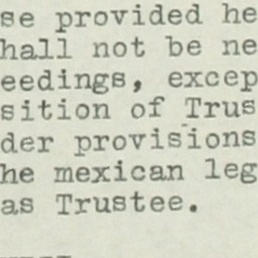 se provided he
hall not be ne
eedings, excep
sition of Trus
der provisions
he mexican leg
as Trustee.